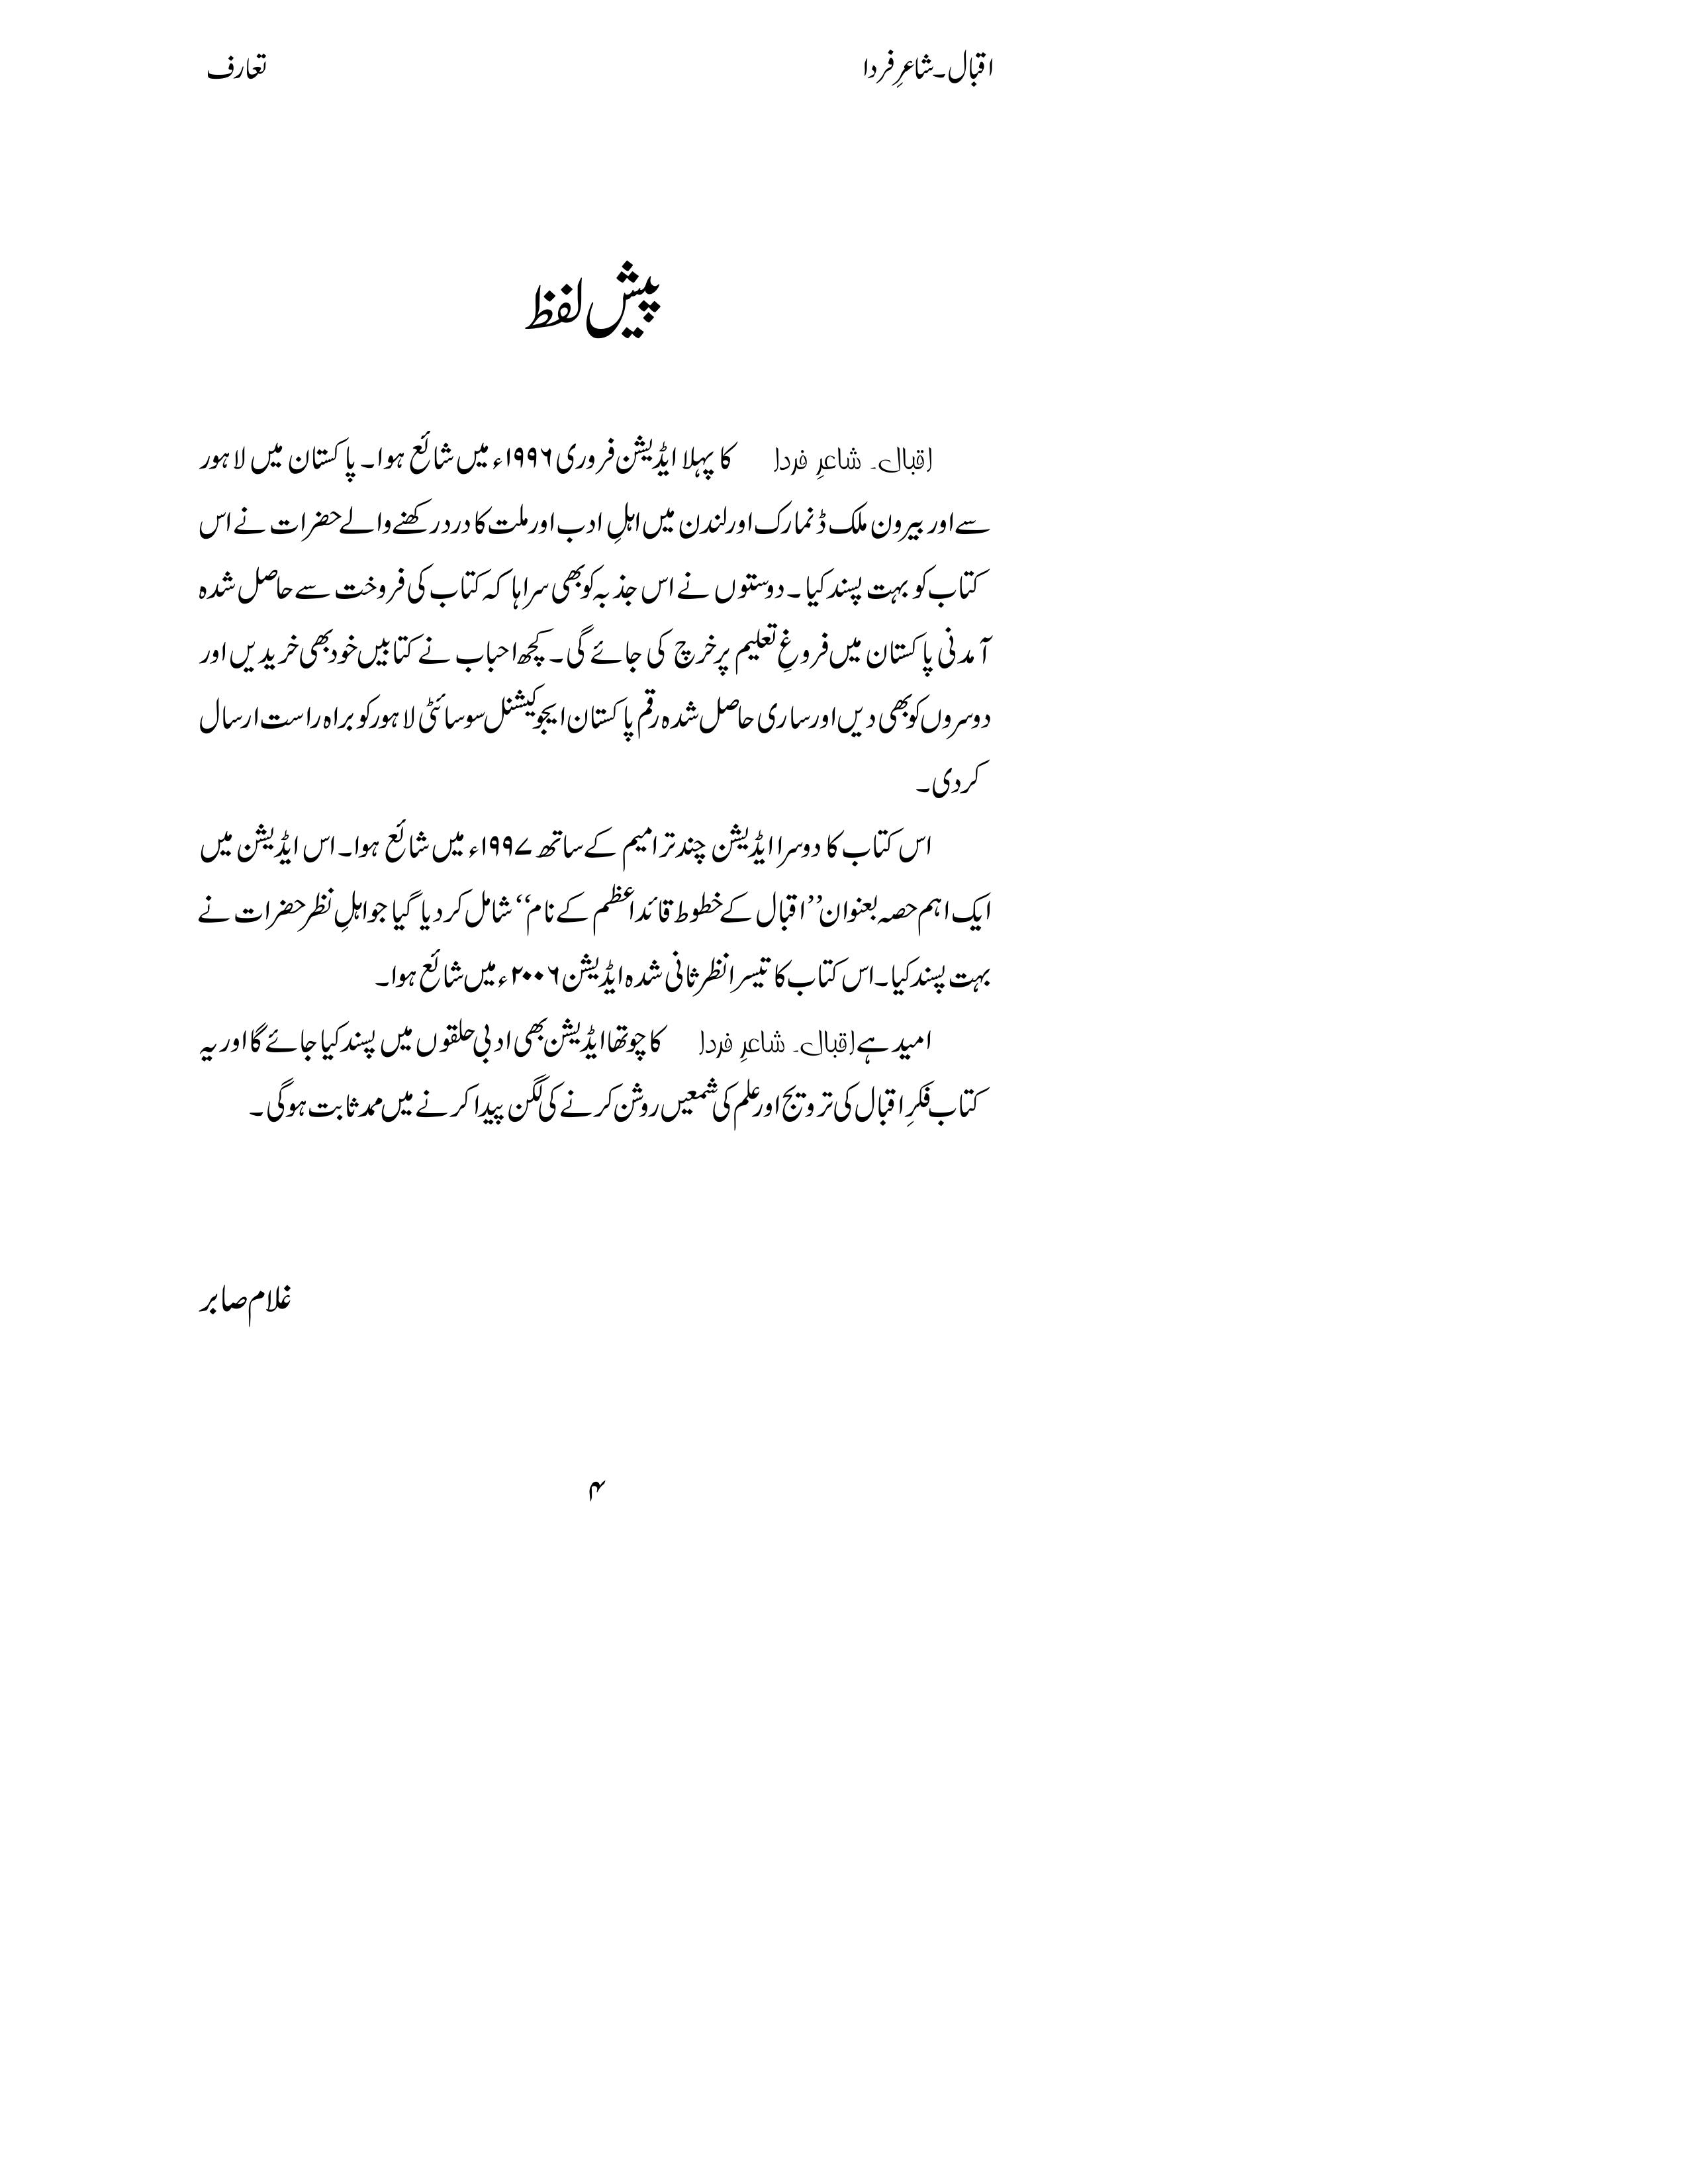 اقبال۔شاعرِ فردا تعارف
پیش لفظ
اقبال۔ شاعرِ فردا کا پہلا ایڈیشن فروری ۱۹۹۶ء میں شائع ہوا۔ پاکستان میں لاہور
سے اور بیرون ملک ڈنمارک اور لندن میں اہلِ ادب اور ملت کا درد رکھنے والے حضرات نے اس
کتاب کو بہت پسند کیا۔ دوستوں نے اس جذبہ کو بھی سراہا کہ کتاب کی فروخت سے حاصل شدہ
آمدنی پاکستان میں فروغِ تعلیم پر خرچ کی جائے گی۔ کچھ احباب نے کتابیں خود بھی خریدیں اور
دوسروں کو بھی دیں اور ساری حاصل شدہ رقم پاکستان ایجوکیشنل سوسائٹی لاہور کو براہ راست ارسال
کر دی۔
اس کتاب کا دوسرا ایڈیشن چند ترامیم کے ساتھ ۱۹۹۷ء میں شائع ہوا۔ اس ایڈیشن میں
ایک اہم حصہ بعنوان ’’اقبال کے خطوط قائداعظم کے نام‘‘ شامل کر دیا گیا جو اہلِ نظر حضرات نے
بہت پسند کیا۔ اس کتاب کا تیسرا نظر ثانی شدہ ایڈیشن ۲۰۰۶ء میں شائع ہوا۔
امید ہے اقبال۔ شاعرِ فردا کا چوتھا ایڈیشن بھی ادبی حلقوں میں پسند کیا جائے گا اور یہ
کتاب فکرِ اقبال کی ترویج اور علم کی شمعیں روشن کرنے کی لگن پیدا کرنے میں ممد ثابت ہوگی۔
غلام صابر
۴